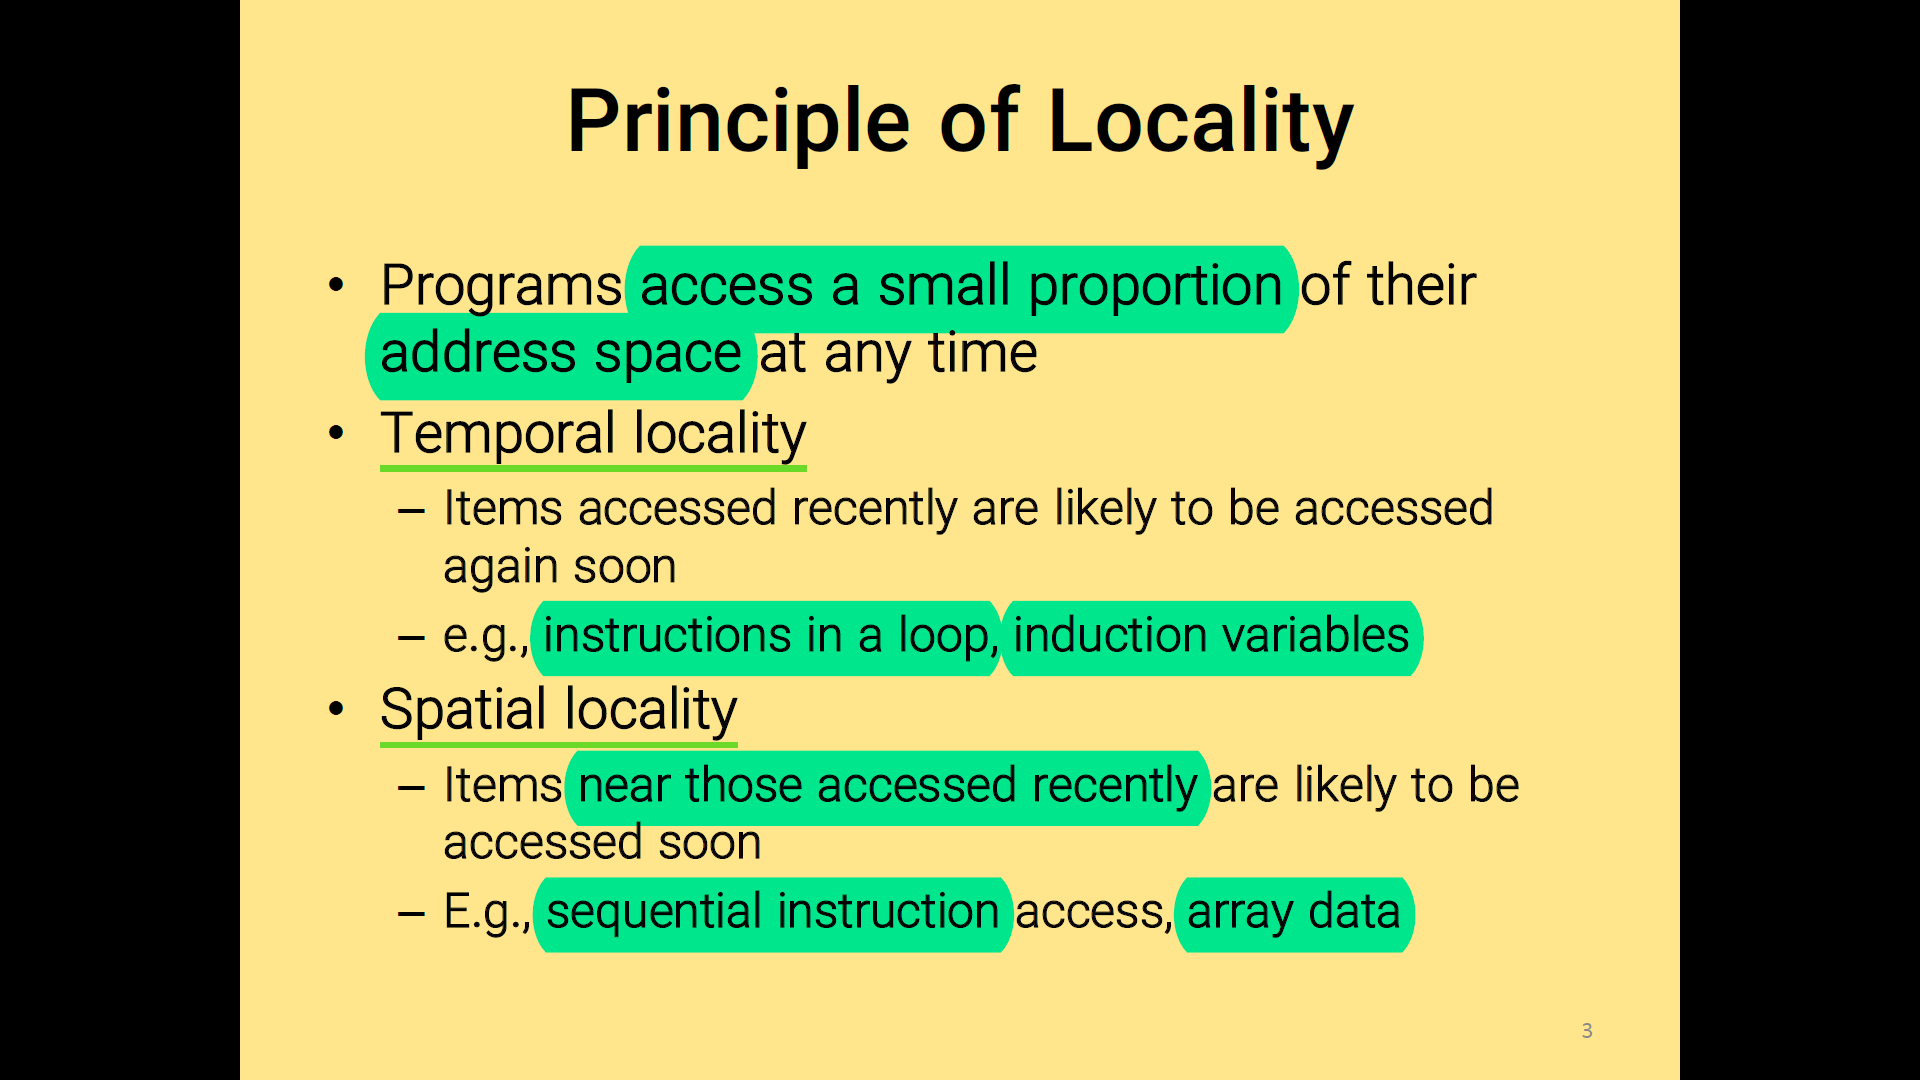 Principle of Locality
• Programs access a small proportion of their
address space at any time
• Temporal locality
– Items accessed recently are likely to be accessed
again soon
– e.g., instructions in a loop, induction variables
• Spatial locality
– Items near those accessed recently are likely to be
accessed soon
– E.g., sequential instruction access, array data
3